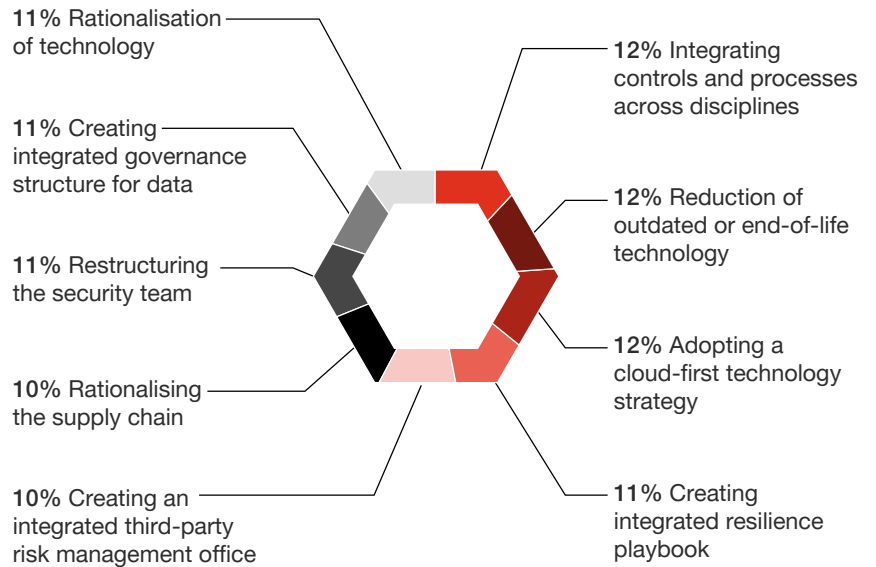 11% Rationalisation
of technology
11% Creating
integrated governance
structure for data
11% Restructuring
the security team
10% Rationalising
the supply chain
10% Creating an
integrated third-party
risk management office
12% Integrating
controls and processes
across disciplines
12% Reduction of
outdated or end-of-life
technology
12% Adopting a
cloud-first technology
strategy
11% Creating
integrated resilience
playbook